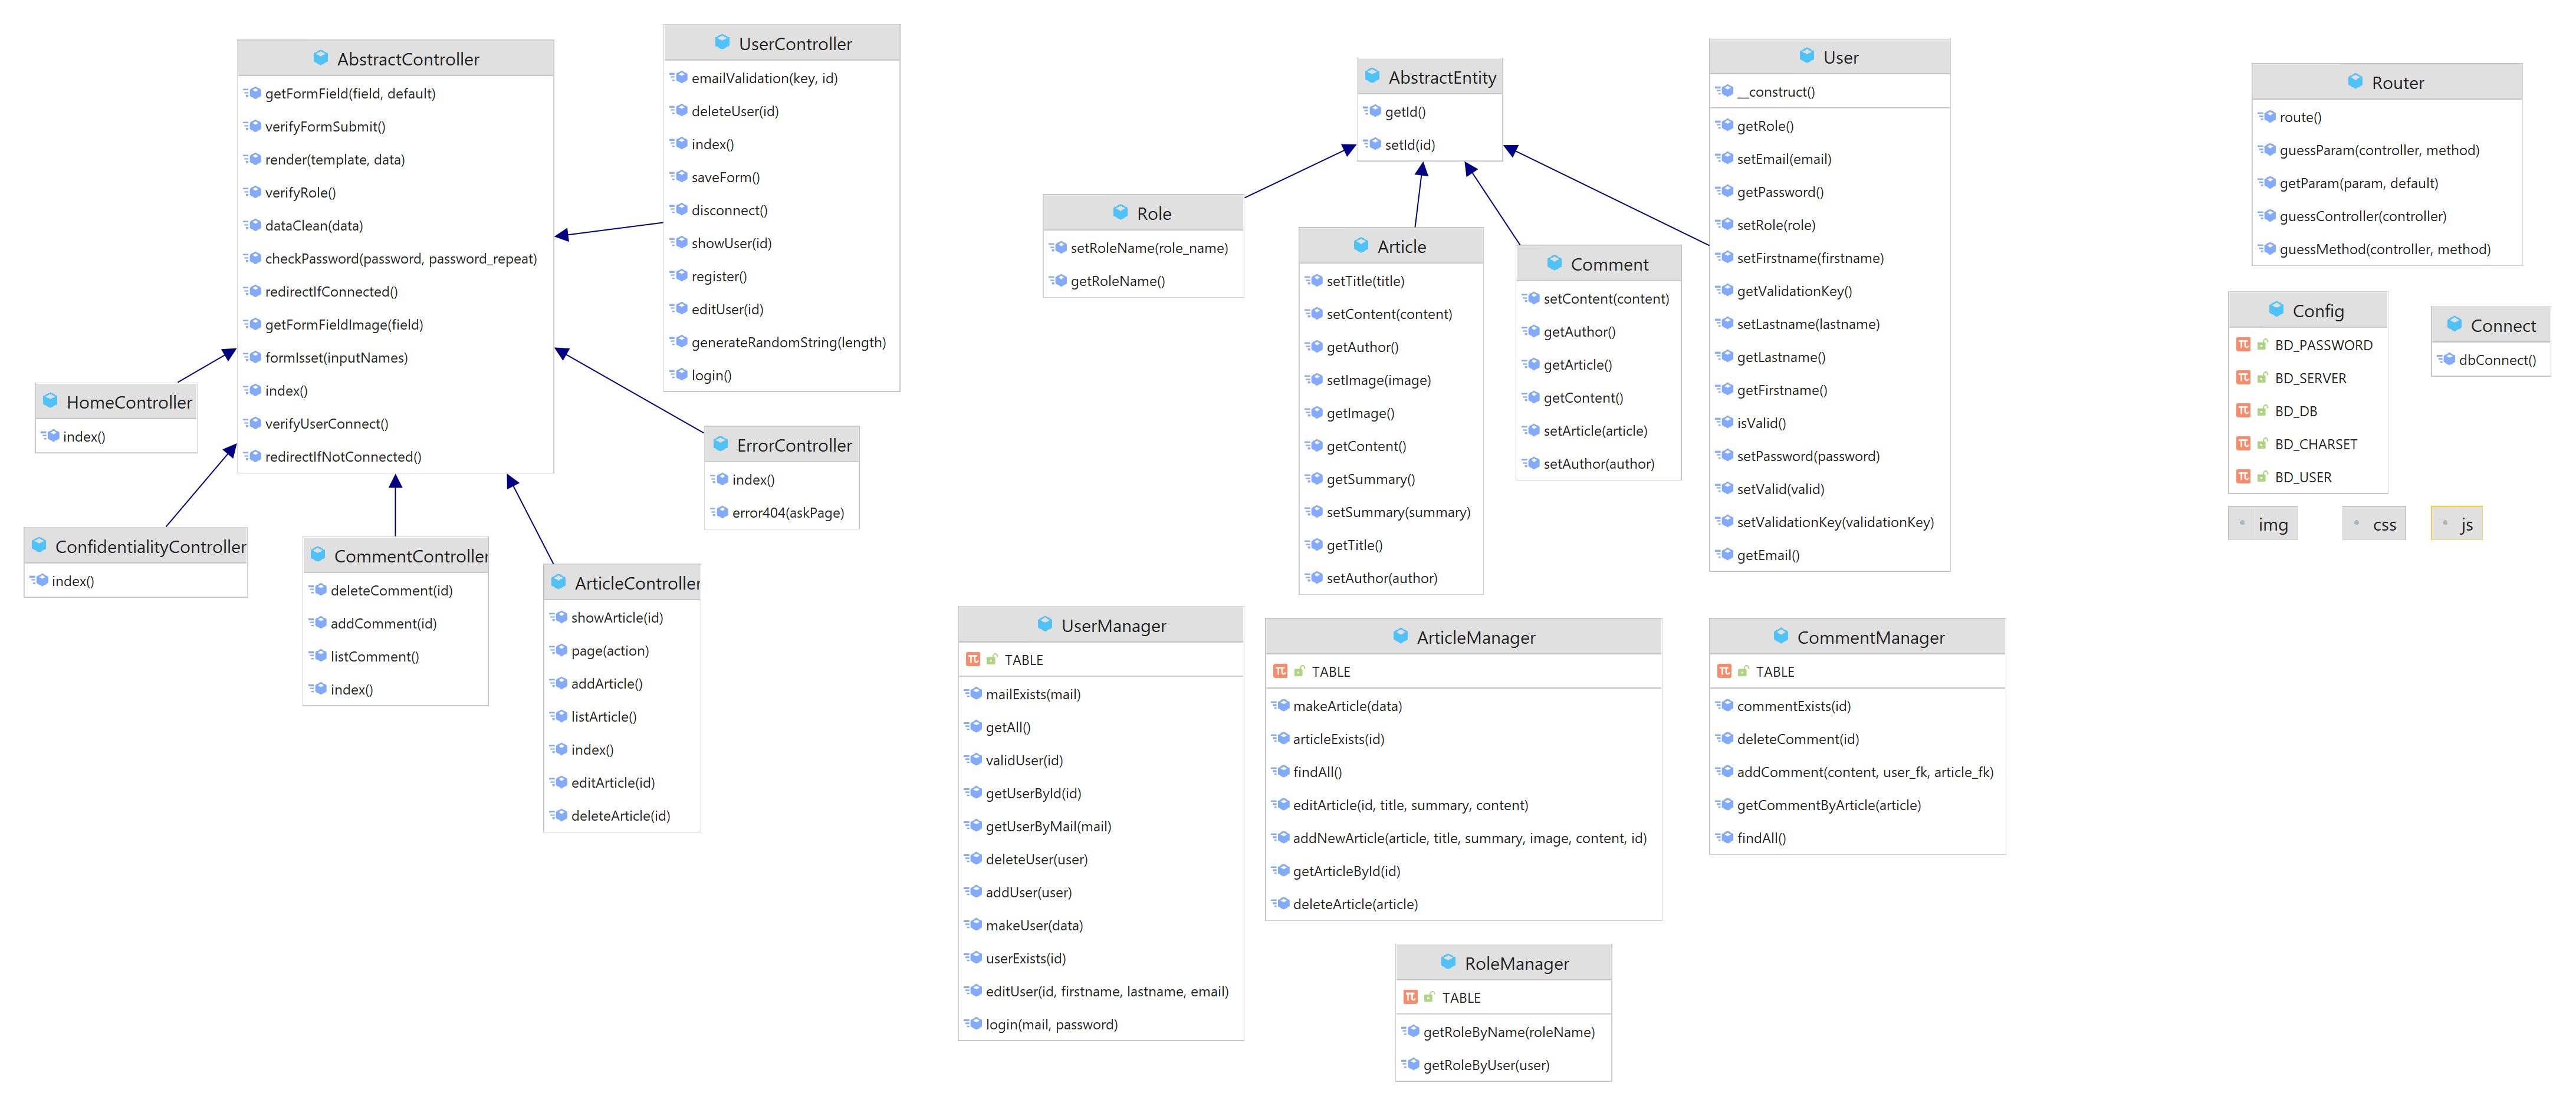 AbstractController
getFormField(field, default)
verifyFormSubmit()
render(template, data)
verifyRole()
dataClean(data)
checkPassword(password, password_repeat)
redirectIfConnected()
getFormFieldImage(field)
formIsset(inputNames)
index()
verifyUserConnect()
redirectIfNotConnected()
UserController
emailValidation(key, id)
deleteUser(id)
index()
saveForm()
disconnect()
showUser(id)
register()
editUser(id)
generateRandomString(length)
login()
HomeController
index()
ErrorController
index()
error404(askPage)
ConfidentialityController
index()
CommentController
deleteComment(id)
addComment(id)
listComment()
index()
ArticleController
showArticle(id)
page(action)
addArticle()
listArticle()
index()
editArticle(id)
deleteArticle(id)
AbstractEntity
getId()
setId(id)
Role
setRoleName(role_name)
getRoleName()
Article
setTitle(title)
setContent(content)
getAuthor()
setImage(image)
getImage()
getContent()
getSummary()
setSummary(summary)
getTitle()
setAuthor(author)
Comment
setContent(content)
getAuthor()
getArticle()
getContent()
setArticle(article)
setAuthor(author)
User
__construct()
getRole()
setEmail(email)
getPassword()
setRole(role)
setFirstname(firstname)
getValidationKey()
setLastname(lastname)
getLastname()
getFirstname()
isValid()
setPassword(password)
setValid(valid)
setValidationKey(validationKey)
getEmail()
UserManager
TABLE
mailExists(mail)
getAll()
validUser(id)
getUserById(id)
getUserByMail(mail)
deleteUser(user)
addUser(user)
makeUser(data)
userExists(id)
editUser(id, firstname, lastname, email)
login(mail, password)
ArticleManager
TABLE
makeArticle(data)
articleExists(id)
findAll()
editArticle(id, title, summary, content)
addNewArticle(article, title, summary, image, content, id)
getArticleById(id)
deleteArticle(article)
CommentManager
TABLE
commentExists(id)
deleteComment(id)
addComment(content, user_fk, article_fk)
getCommentByArticle(article)
findAll()
RoleManager
TABLE
getRoleByName(roleName)
getRoleByUser(user)
Router
route()
guessParam(controller, method)
getParam(param, default)
guessController(controller)
guessMethod(controller, method)
Config
BD_PASSWORD
BD_SERVER
BD_DB
BD_CHARSET
BD_USER
Connect
dbConnect()
img
css
js